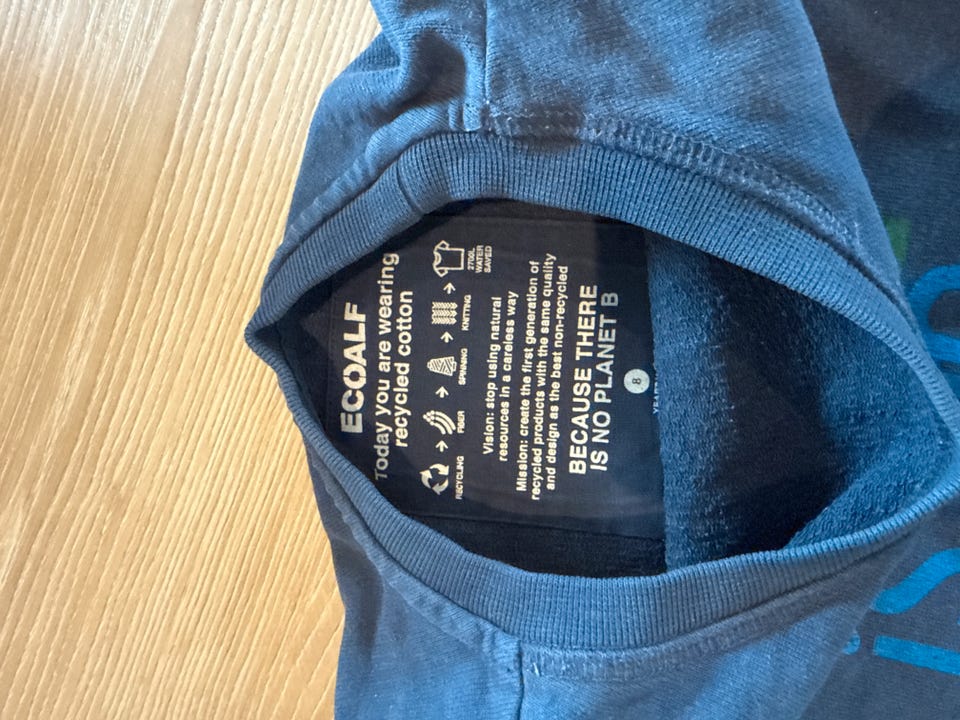 ECOALF
Today you are wearing
recycled cotton
RECYCLING FIBER SPINNING KNITTING 2700L
WATER
SAVED
Vision: stop using natural
resources in a careless way
Mission: create the first generation of
recycled products with the same quality
and design as the best non-recycled
BECAUSE THERE
IS NO PLANET B
8